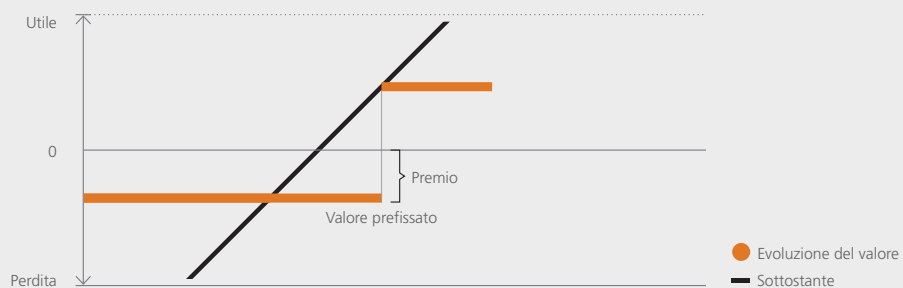 Utile
0
Premio
Valore prefissato
Perdita
Evoluzione del valore
Sottostante